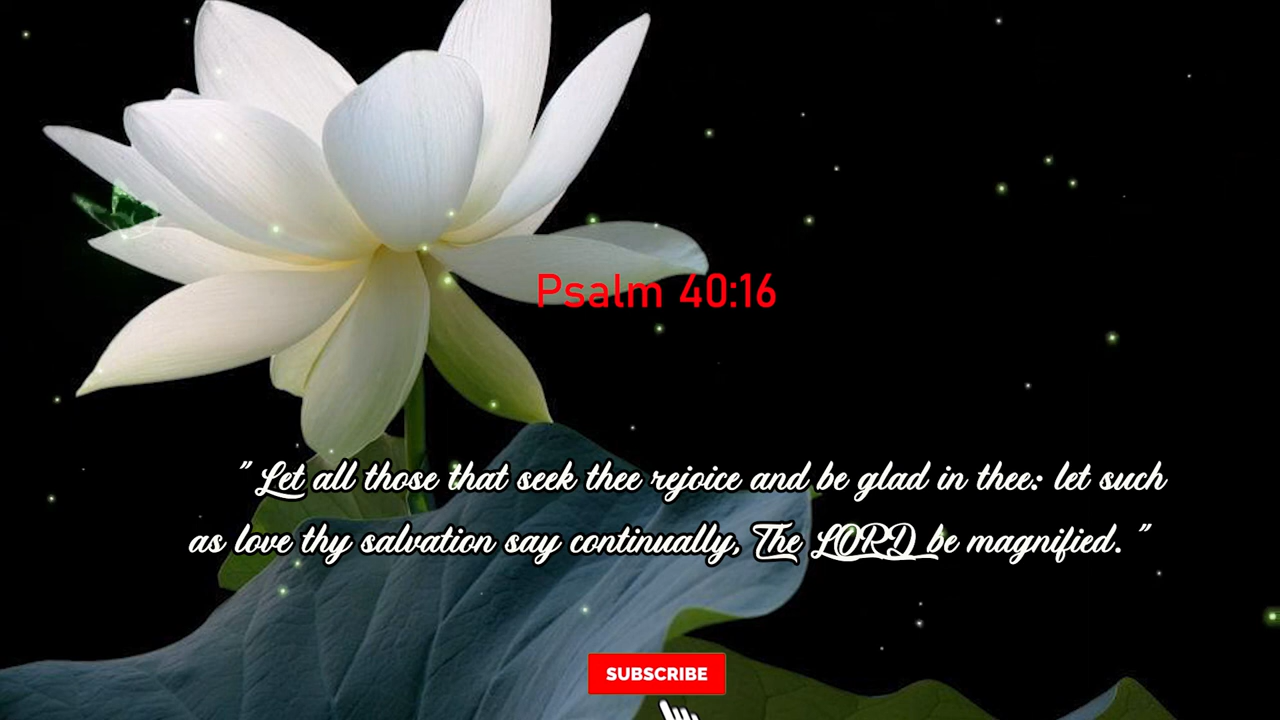 Psalm 40:16
" Let all those that seek thee rejoice and be glad in thee: let such
as love thy salvation say continually, The LORD be magnified. "
SUBSCRIBE